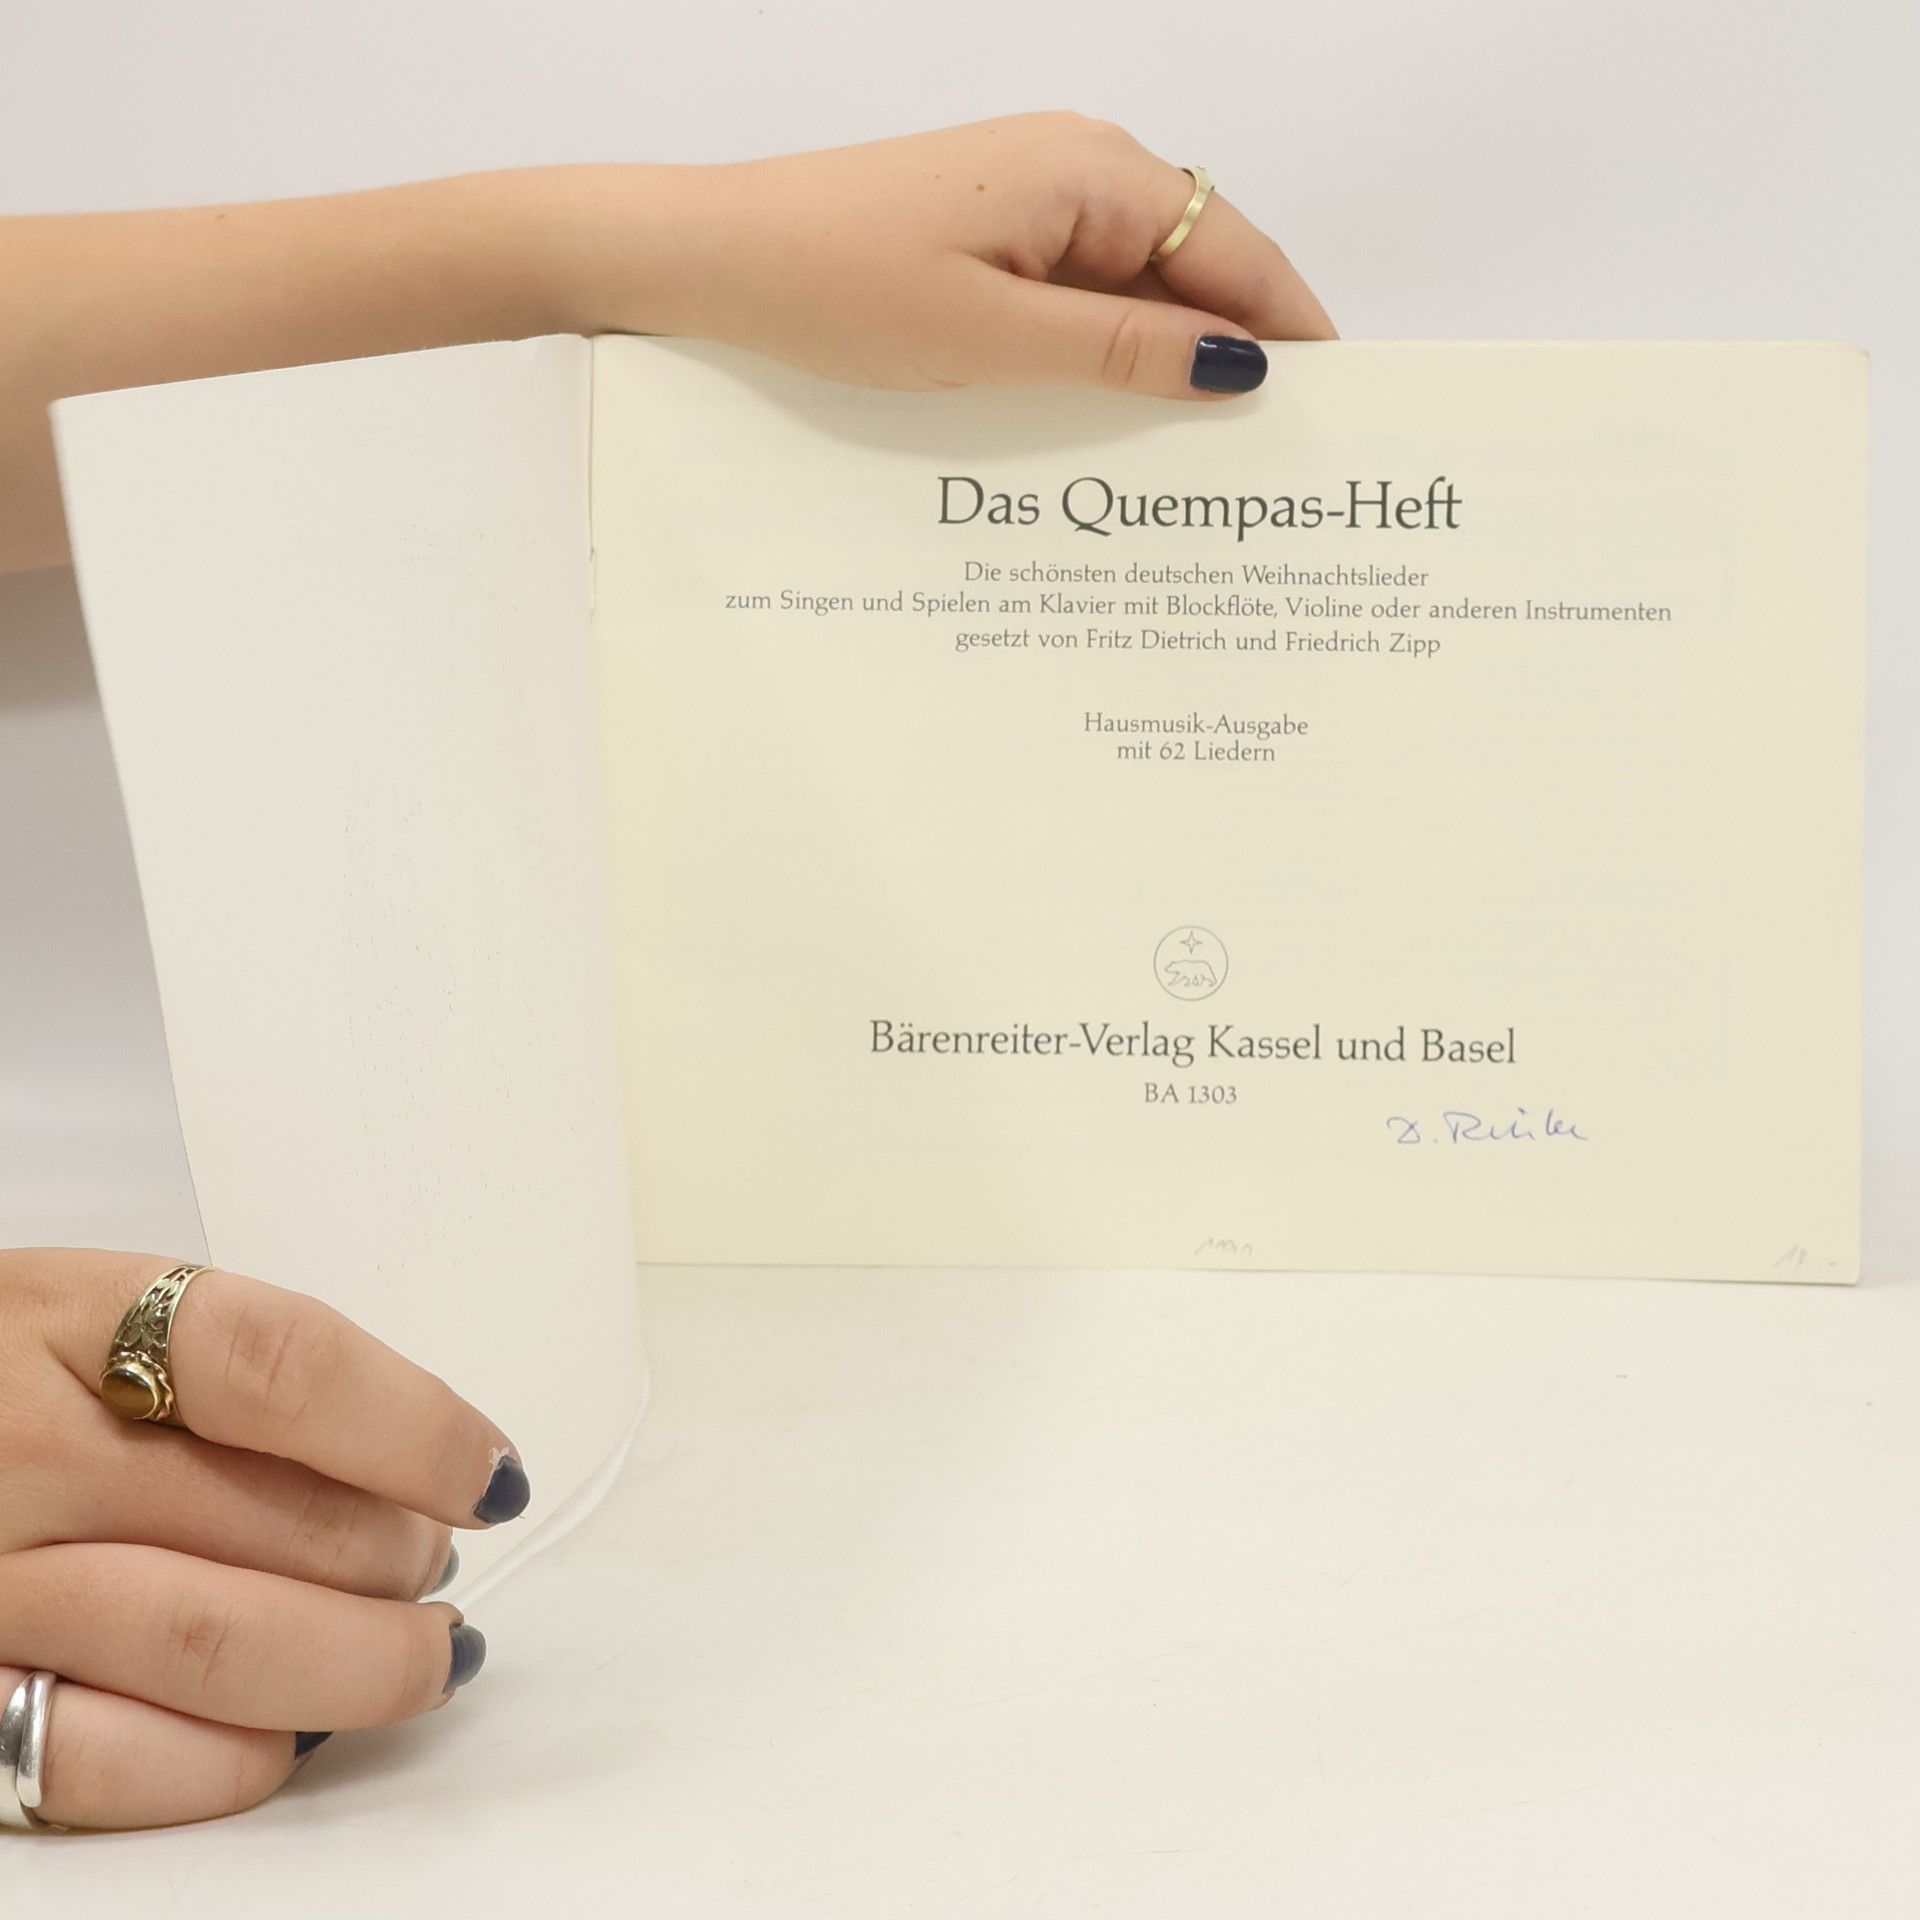 Das Quempas-Heft
Die schönsten deutschen Weihnachtslieder
zum Singen und Spielen am Klavier mit Blockflöte, Violine oder anderen Instrumenten
gesetzt von Fritz Dietrich und Friedrich Zipp
Hausmusik-Ausgabe
mit 62 Liedern
Bärenreiter-Verlag Kassel und Basel
BA 1303